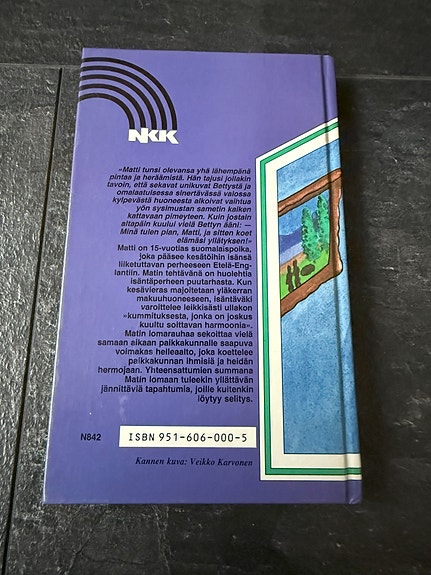 NKK
»Matti tunsi olevansa yhä lähempänä
pintaa ja heräämistä. Hän tajusi jollakin
tavoin, että sekavat unikuvat Bettystä ja
omalaatuisessa sinertävässä valossa
kylpevästä huoneesta alkoivat vaihtua
yön sysimustan sametin kaiken
kattavaan pimeyteen. Kuin jostain
altapäin kuului vielä Bettyn ääni: —
Minä tulen pian, Matti, ja sitten koet
elämäsi yllätyksen!»
Matti on 15-vuotias suomalaispoika,
joka pääsee kesätöihin isänsä
liiketuttavan perheeseen Etelä-Eng-
lantiin. Matin tehtävänä on huolehtia
isäntäperheen puutarhasta. Kun
kesävieras majoitetaan yläkerran
makuuhuoneeseen, isäntäväki
varoittelee leikkisästi ullakon
»kummituksesta, jonka on joskus
kuultu soittavan harmoonia».
Matin lomarauhaa sekoittaa vielä
samaan aikaan paikkakunnalle saapuva
voimakas helleaalto, joka koettelee
paikkakunnan ihmisiä ja heidän
hermojaan. Yhteensattumien summana
Matin lomaan tuleekin yllättävän
jännittäviä tapahtumia, joille kuitenkin
löytyy selitys.
N842
ISBN 951-606-000-5
Kannen kuva: Veikko Karvonen